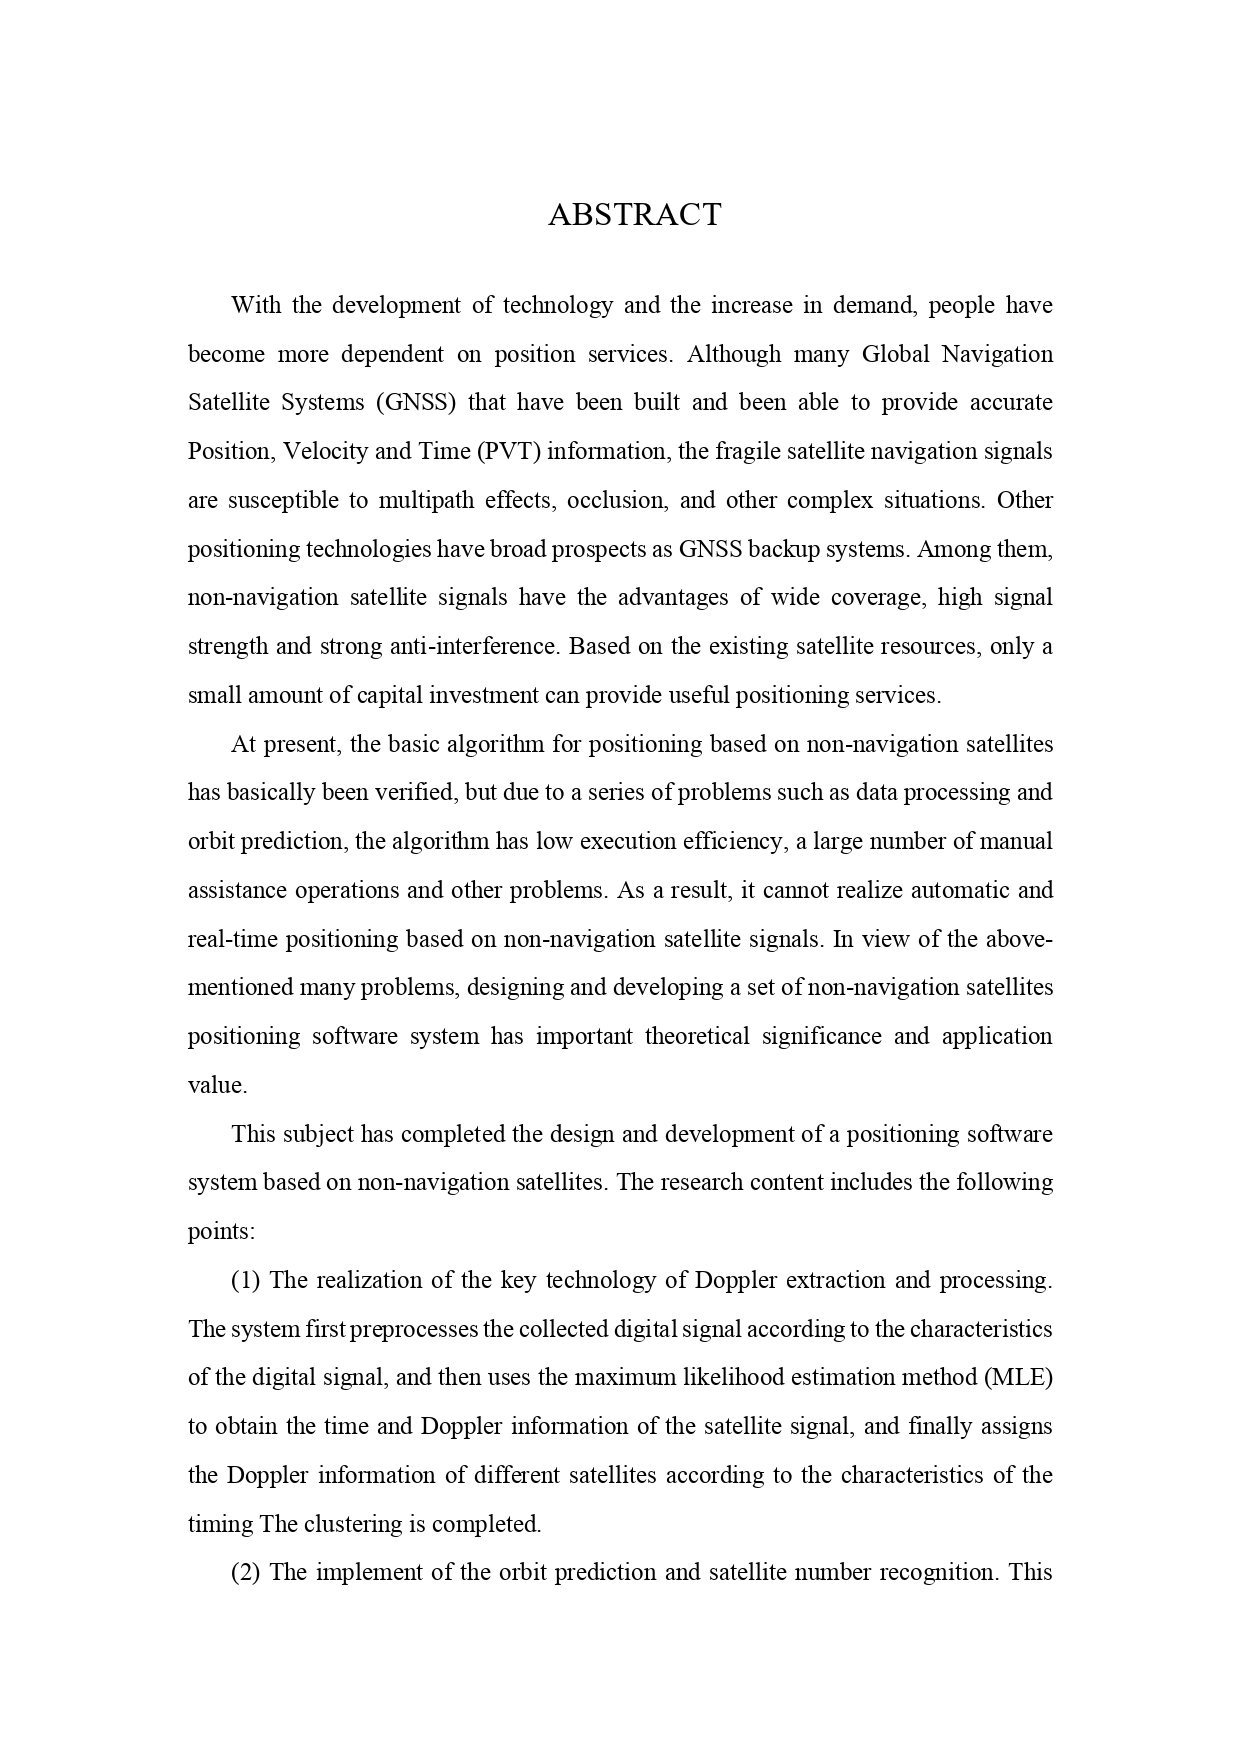 ABSTRACT
With the development of technology and the increase in demand, people have
become more dependent on position services. Although many Global Navigation
Satellite Systems (GNSS) that have been built and been able to provide accurate
Position, Velocity and Time (PVT) information, the fragile satellite navigation signals
are susceptible to multipath effects, occlusion, and other complex situations. Other
positioning technologies have broad prospects as GNSS backup systems. Among them,
non-navigation satellite signals have the advantages of wide coverage, high signal
strength and strong anti-interference. Based on the existing satellite resources, only a
small amount of capital investment can provide useful positioning services.
At present, the basic algorithm for positioning based on non-navigation satellites
has basically been verified, but due to a series of problems such as data processing and
orbit prediction, the algorithm has low execution efficiency, a large number of manual
assistance operations and other problems. As a result, it cannot realize automatic and
real-time positioning based on non-navigation satellite signals. In view of the above-
mentioned many problems, designing and developing a set of non-navigation satellites
positioning software system has important theoretical significance and application
value.
This subject has completed the design and development of a positioning software
system based on non-navigation satellites. The research content includes the following
points:
(1) The realization of the key technology of Doppler extraction and processing.
The system first preprocesses the collected digital signal according to the characteristics
of the digital signal, and then uses the maximum likelihood estimation method (MLE)
to obtain the time and Doppler information of the satellite signal, and finally assigns
the Doppler information of different satellites according to the characteristics of the
timing The clustering is completed.
(2) The implement of the orbit prediction and satellite number recognition. This